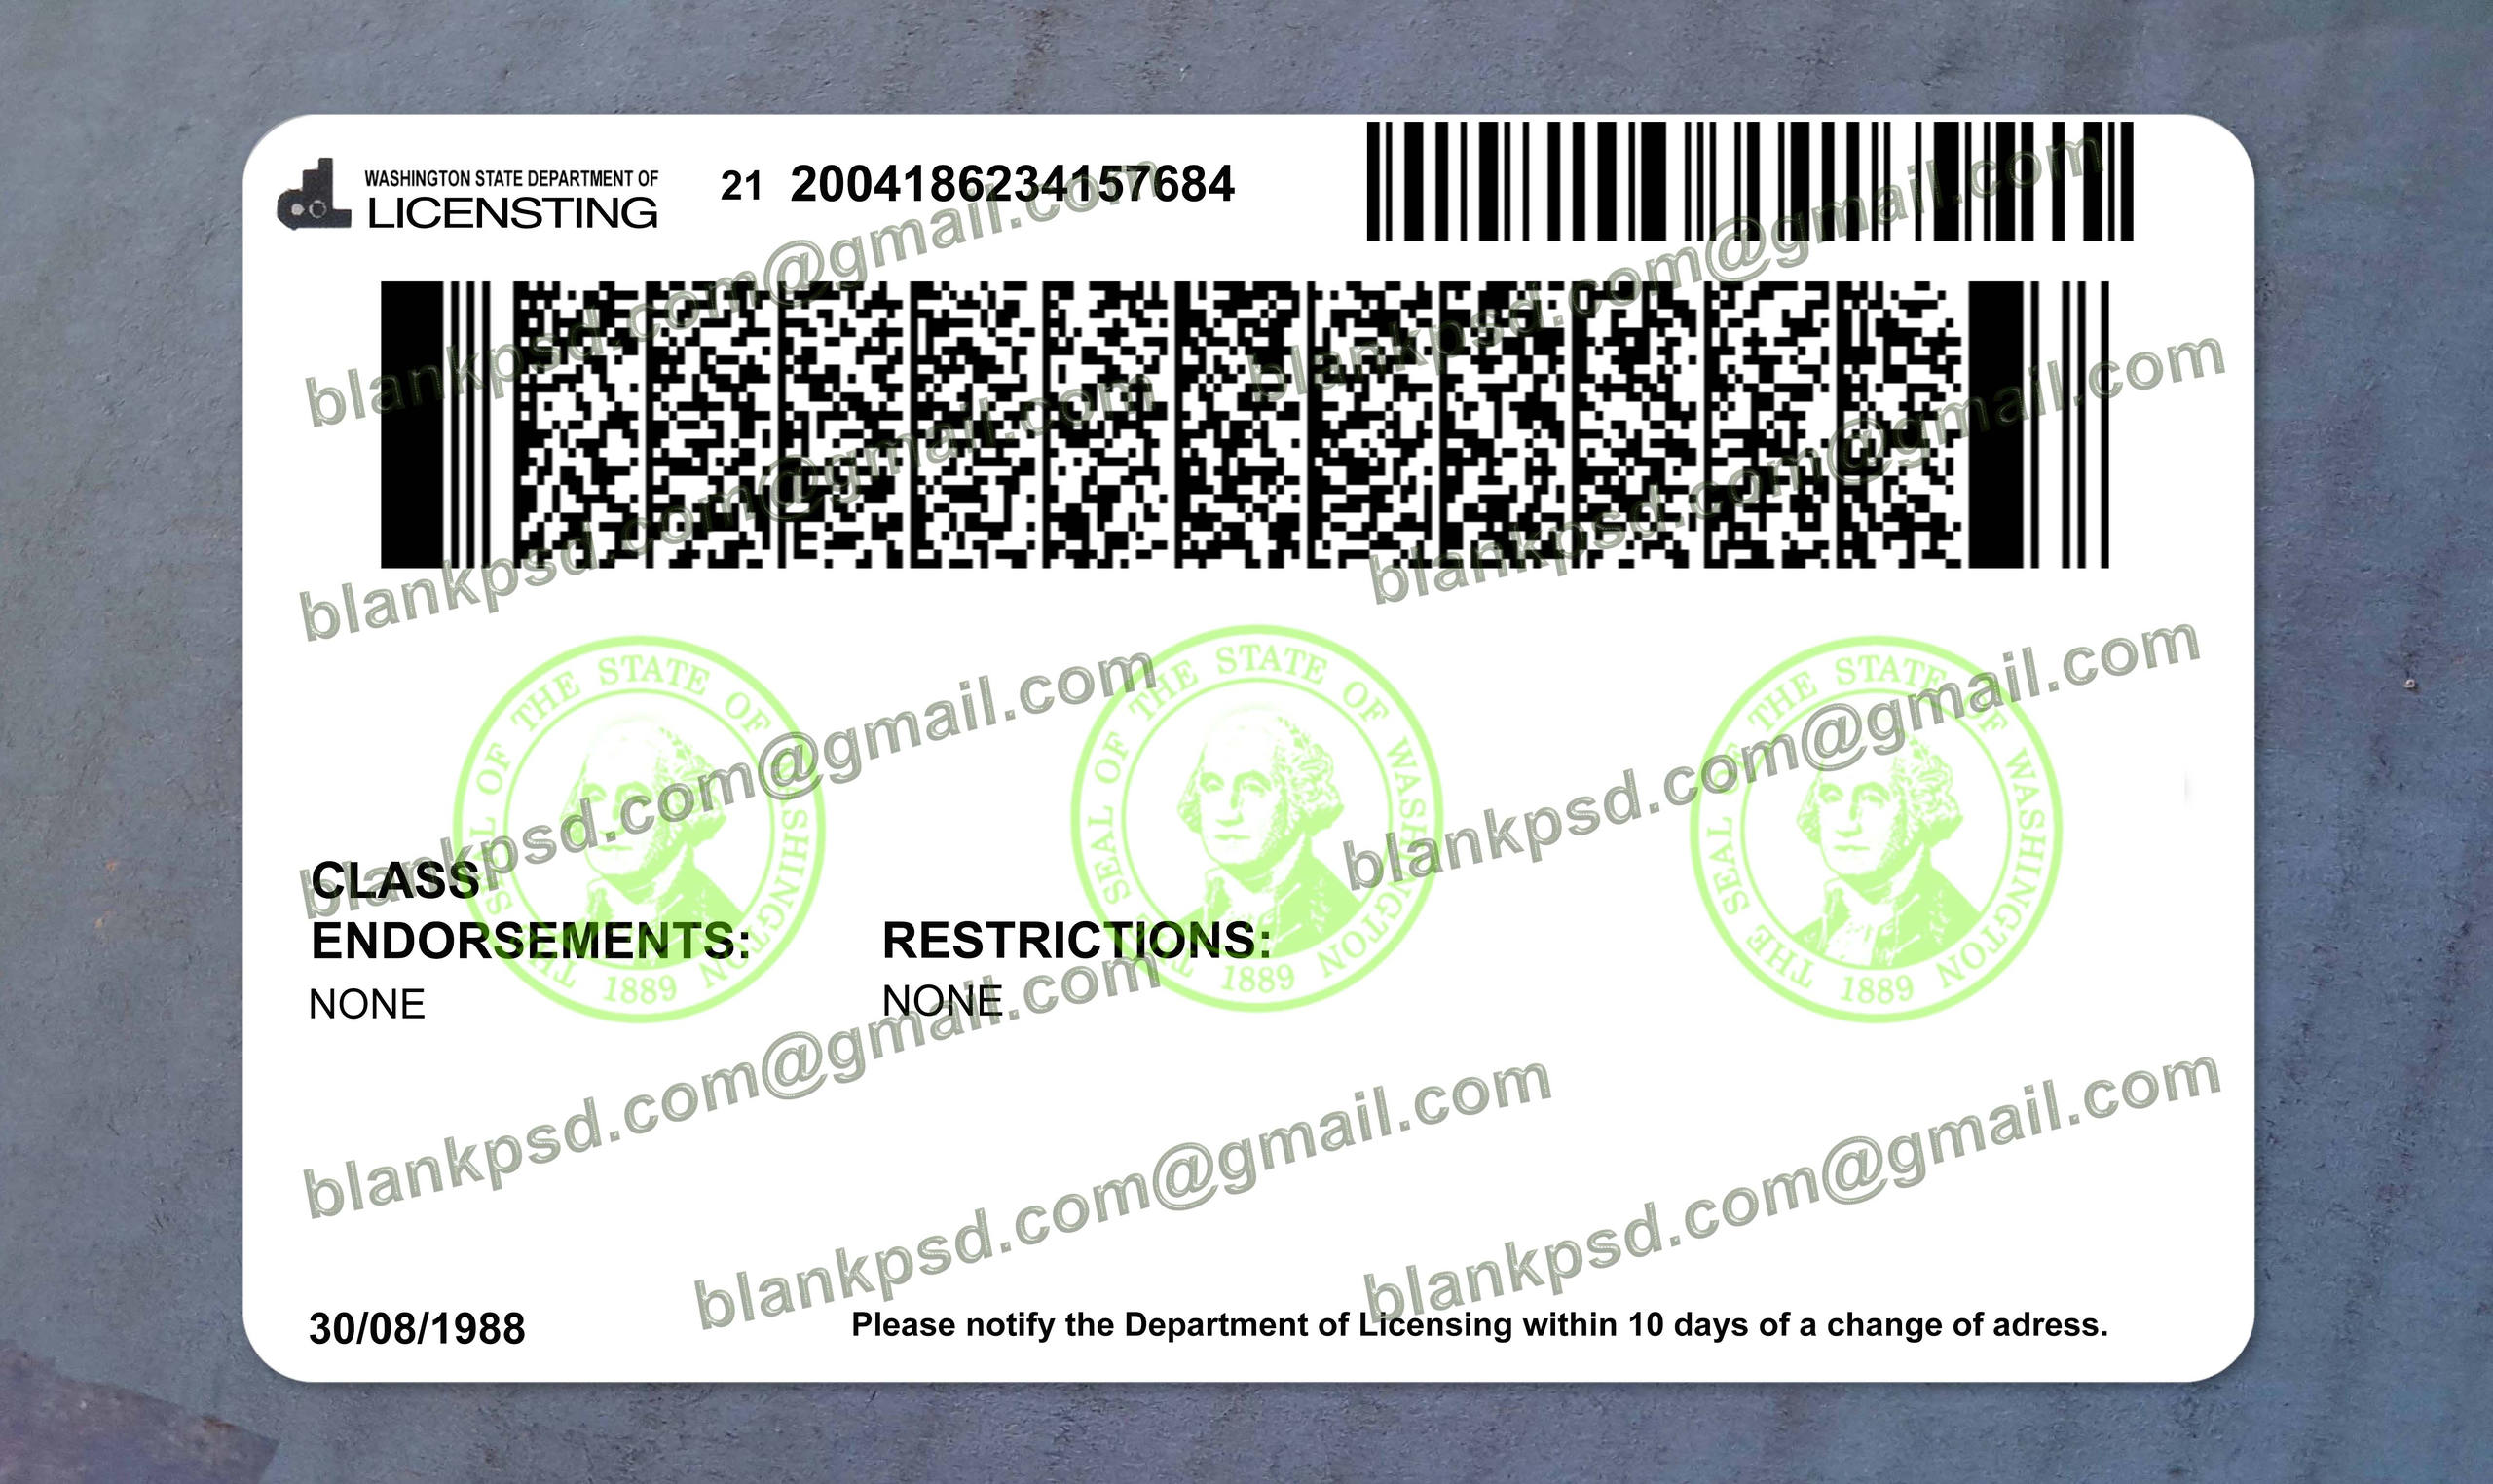 WASHINGTON STATE DEPARTMENT OF
LICENSTING
21 2004186234157684
blankpsd.com@gmail.com
blankpsd.com@gmail.com
blankpsd.com@gmail.com
blankpsd.com@gmail.com
THE SEAL OF THE STATE OF WASHINGTON
1889
THE SEAL OF THE STATE OF WASHINGTON
1889
THE SEAL OF THE STATE OF WASHINGTON
1889
blankpsd.com@gmail.com
blankpsd.com@gmail.com
CLASS
ENDORSEMENTS:
NONE
RESTRICTIONS:
NONE
blankpsd.com@gmail.com
blankpsd.com@gmail.com
blankpsd.com@gmail.com
30/08/1988
Please notify the Department of Licensing within 10 days of a change of adress.